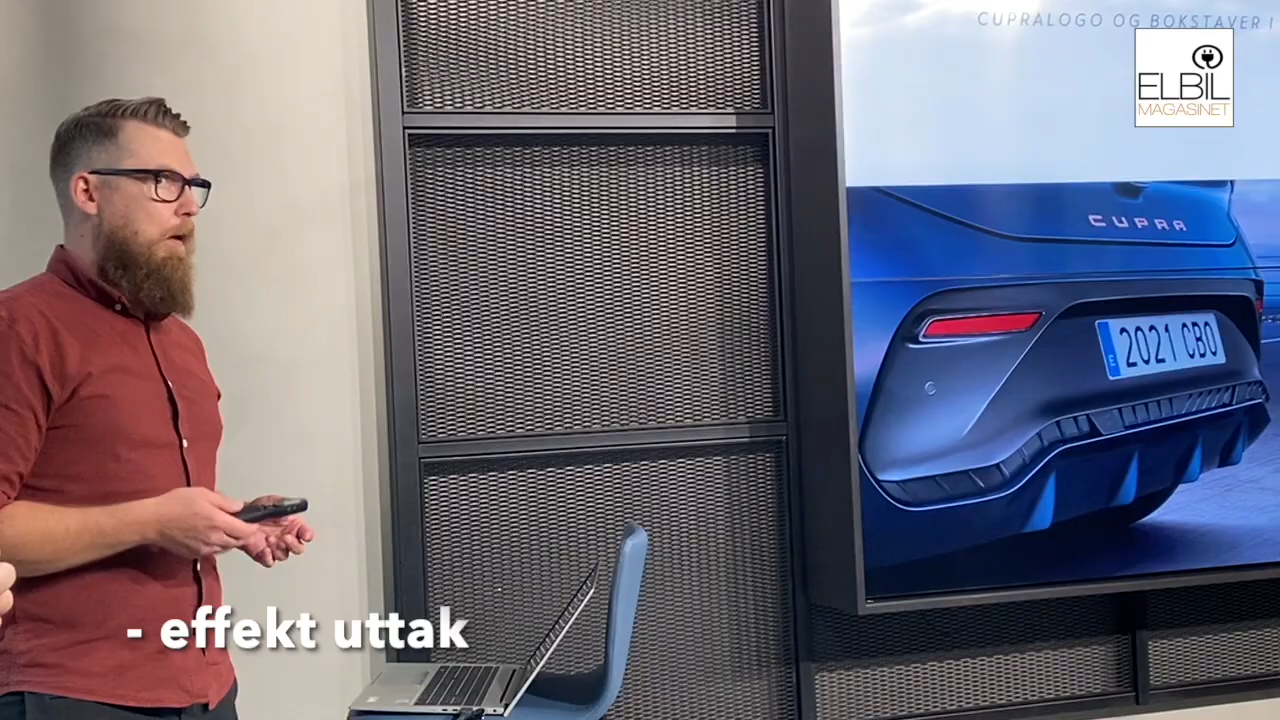 CUPRALOGO OG BOKSTAVER I
ELBIL
MAGASINET
CUPRA
2021 CBO
- effekt uttak